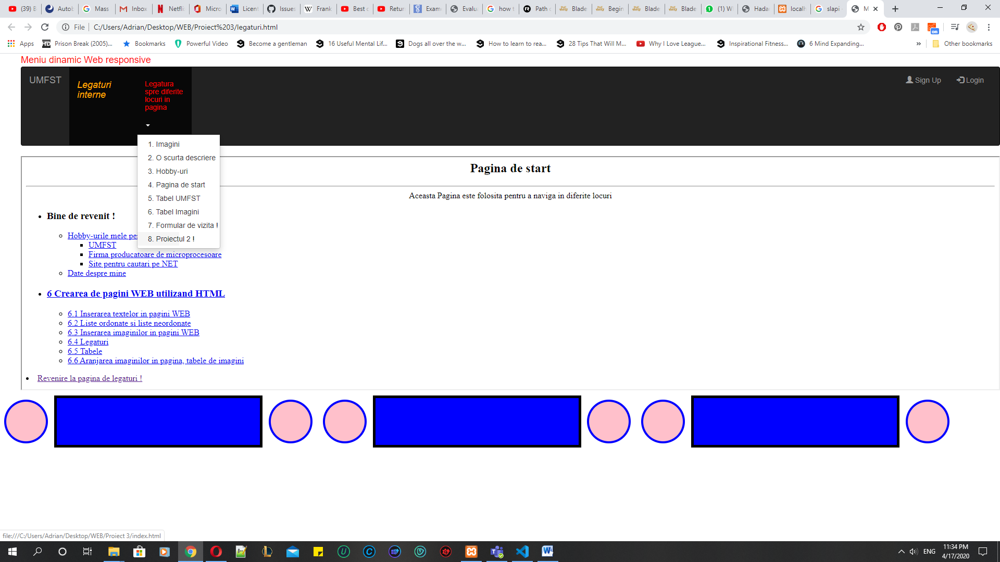 (39) B
Autob
Mass
Inbox
Netfli
Micro
Licent
Issues
Frank
Best o
Return
Exame
Evalua
how t
Path o
Blade
Begin
Blade
Blade
(1) W
Hadar
localh
slapi
M
File
C:/Users/Adrian/Desktop/WEB/Proiect%203/legaturi.html
on
Apps
Prison Break (2005)...
Bookmarks
Powerful Video
Become a gentleman
16 Useful Mental Lif...
Dogs all over the w...
How to learn to rea...
28 Tips That Will M...
Why I Love League...
Inspirational Fitness...
6 Mind Expanding...
»
Other bookmarks
Meniu dinamic Web responsive
UMFST
Legaturi
interne
Legatura
spre diferite
locuri in
pagina
Sign Up
Login
1. Imagini
2. O scurta descriere
3. Hobby-uri
4. Pagina de start
5. Tabel UMFST
6. Tabel Imagini
7. Formular de vizita !
8. Proiectul 2 !
Pagina de start
Aceasta Pagina este folosita pentru a naviga in diferite locuri
Bine de revenit !
Hobby-urile mele pe
UMFST
Firma producatoare de microprocesoare
Site pentru cautari pe NET
Date despre mine
6 Crearea de pagini WEB utilizand HTML
6.1 Inserarea textelor in pagini WEB
6.2 Liste ordonate si liste neordonate
6.3 Inserarea imaginilor in pagini WEB
6.4 Legaturi
6.5 Tabele
6.6 Aranjarea imaginilor in pagina, tabele de imagini
Revenire la pagina de legaturi !
file:///C:/Users/Adrian/Desktop/WEB/Proiect 3/index.html
ENG
11:34 PM
4/17/2020